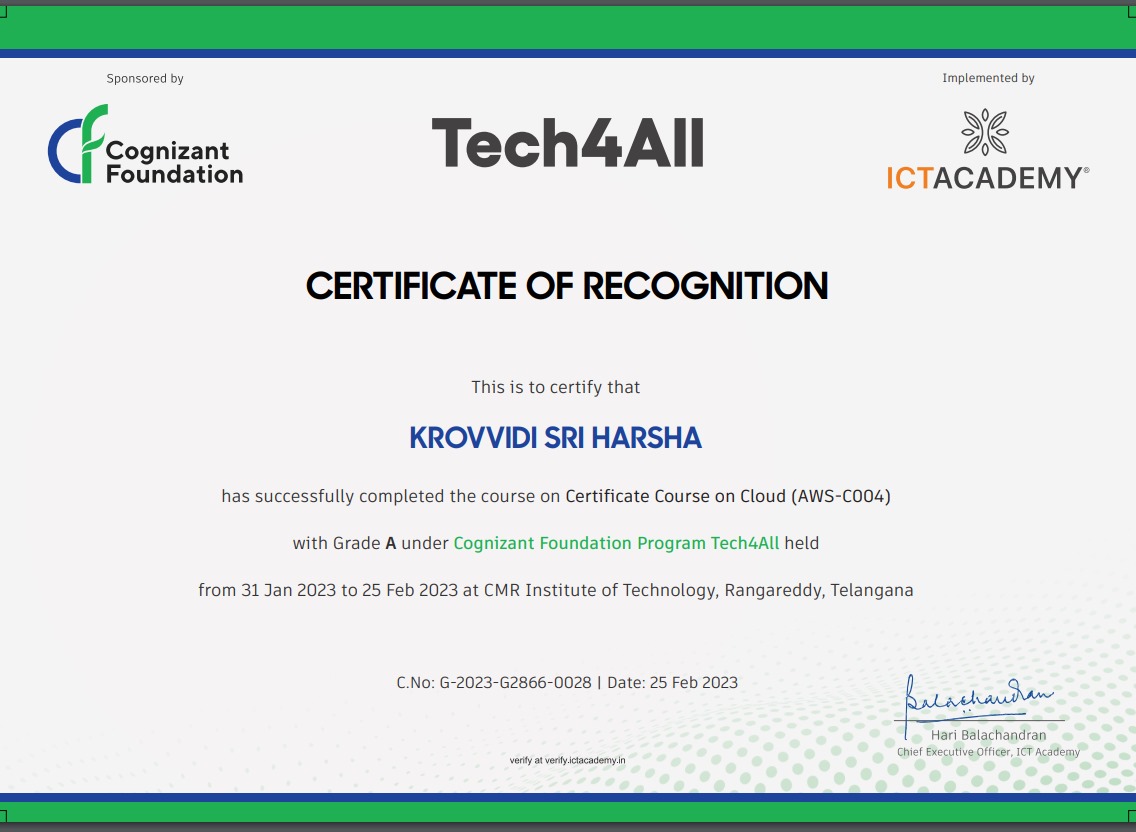 Sponsored by
Cognizant
Foundation
Tech4All
Implemented by
ICTACADEMY®
CERTIFICATE OF RECOGNITION
This is to certify that
KROVVIDI SRI HARSHA
has successfully completed the course on Certificate Course on Cloud (AWS-C004)
with Grade A under Cognizant Foundation Program Tech4All held
from 31 Jan 2023 to 25 Feb 2023 at CMR Institute of Technology, Rangareddy, Telangana
C.No: G-2023-G2866-0028 | Date: 25 Feb 2023
Balachandran
Hari Balachandran
Chief Executive Officer, ICT Academy
verify at verify.ictacademy.in